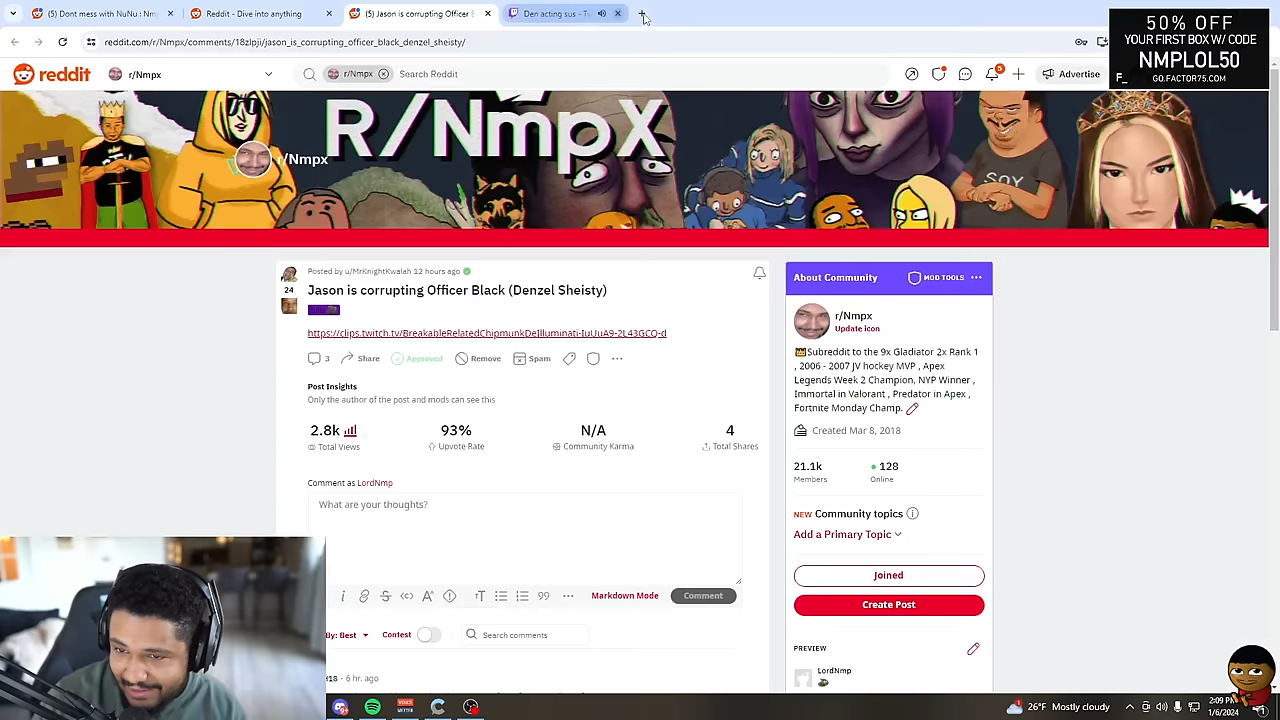 (5) Dont mess with NuNu : Nmp
Reddit - Dive into anything
(5) Jason is corrupting
Den acting sus - T
50% OFF
YOUR FIRST BOX W/ CODE
NMPLOL50
GO.FACTOR75.COM
F_
reddit.com/r/Nmpx/comments/18zlpji/jason_is_corrupting_officer_black_denzel_sheisty/
reddit
r/Nmpx
r/Nmpx
Search Reddit
5
Advertise
R/NmpX
r/Nmpx
SOY
Posted by u/MrKnightKwalah 12 hours ago
24
Jason is corrupting Officer Black (Denzel Sheisty)
https://clips.twitch.tv/BreakableRelatedChipmunkDeIlluminati-IuUuA9-2L43GCQ-d
3
Share
Approved
Remove
Spam
Post Insights
Only the author of the post and mods can see this
2.8k
93%
N/A
4
Total Views
Upvote Rate
Community Karma
Total Shares
Comment as LordNmp
What are your thoughts?
Markdown Mode
Comment
By: Best
Contest
Search comments
6 hr. ago
About Community
MOD TOOLS
r/Nmpx
Update icon
Subreddit to the 9x Gladiator 2x Rank 1
, 2006 - 2007 JV hockey MVP , Apex
Legends Week 2 Champion, NYP Winner ,
Immortal in Valorant , Predator in Apex ,
Fortnite Monday Champ.
Created Mar 8, 2018
21.1k
128
Members
Online
NEW Community topics
Add a Primary Topic
Joined
Create Post
PREVIEW
LordNmp
26°F Mostly cloudy
2:09 PM
1/6/2024